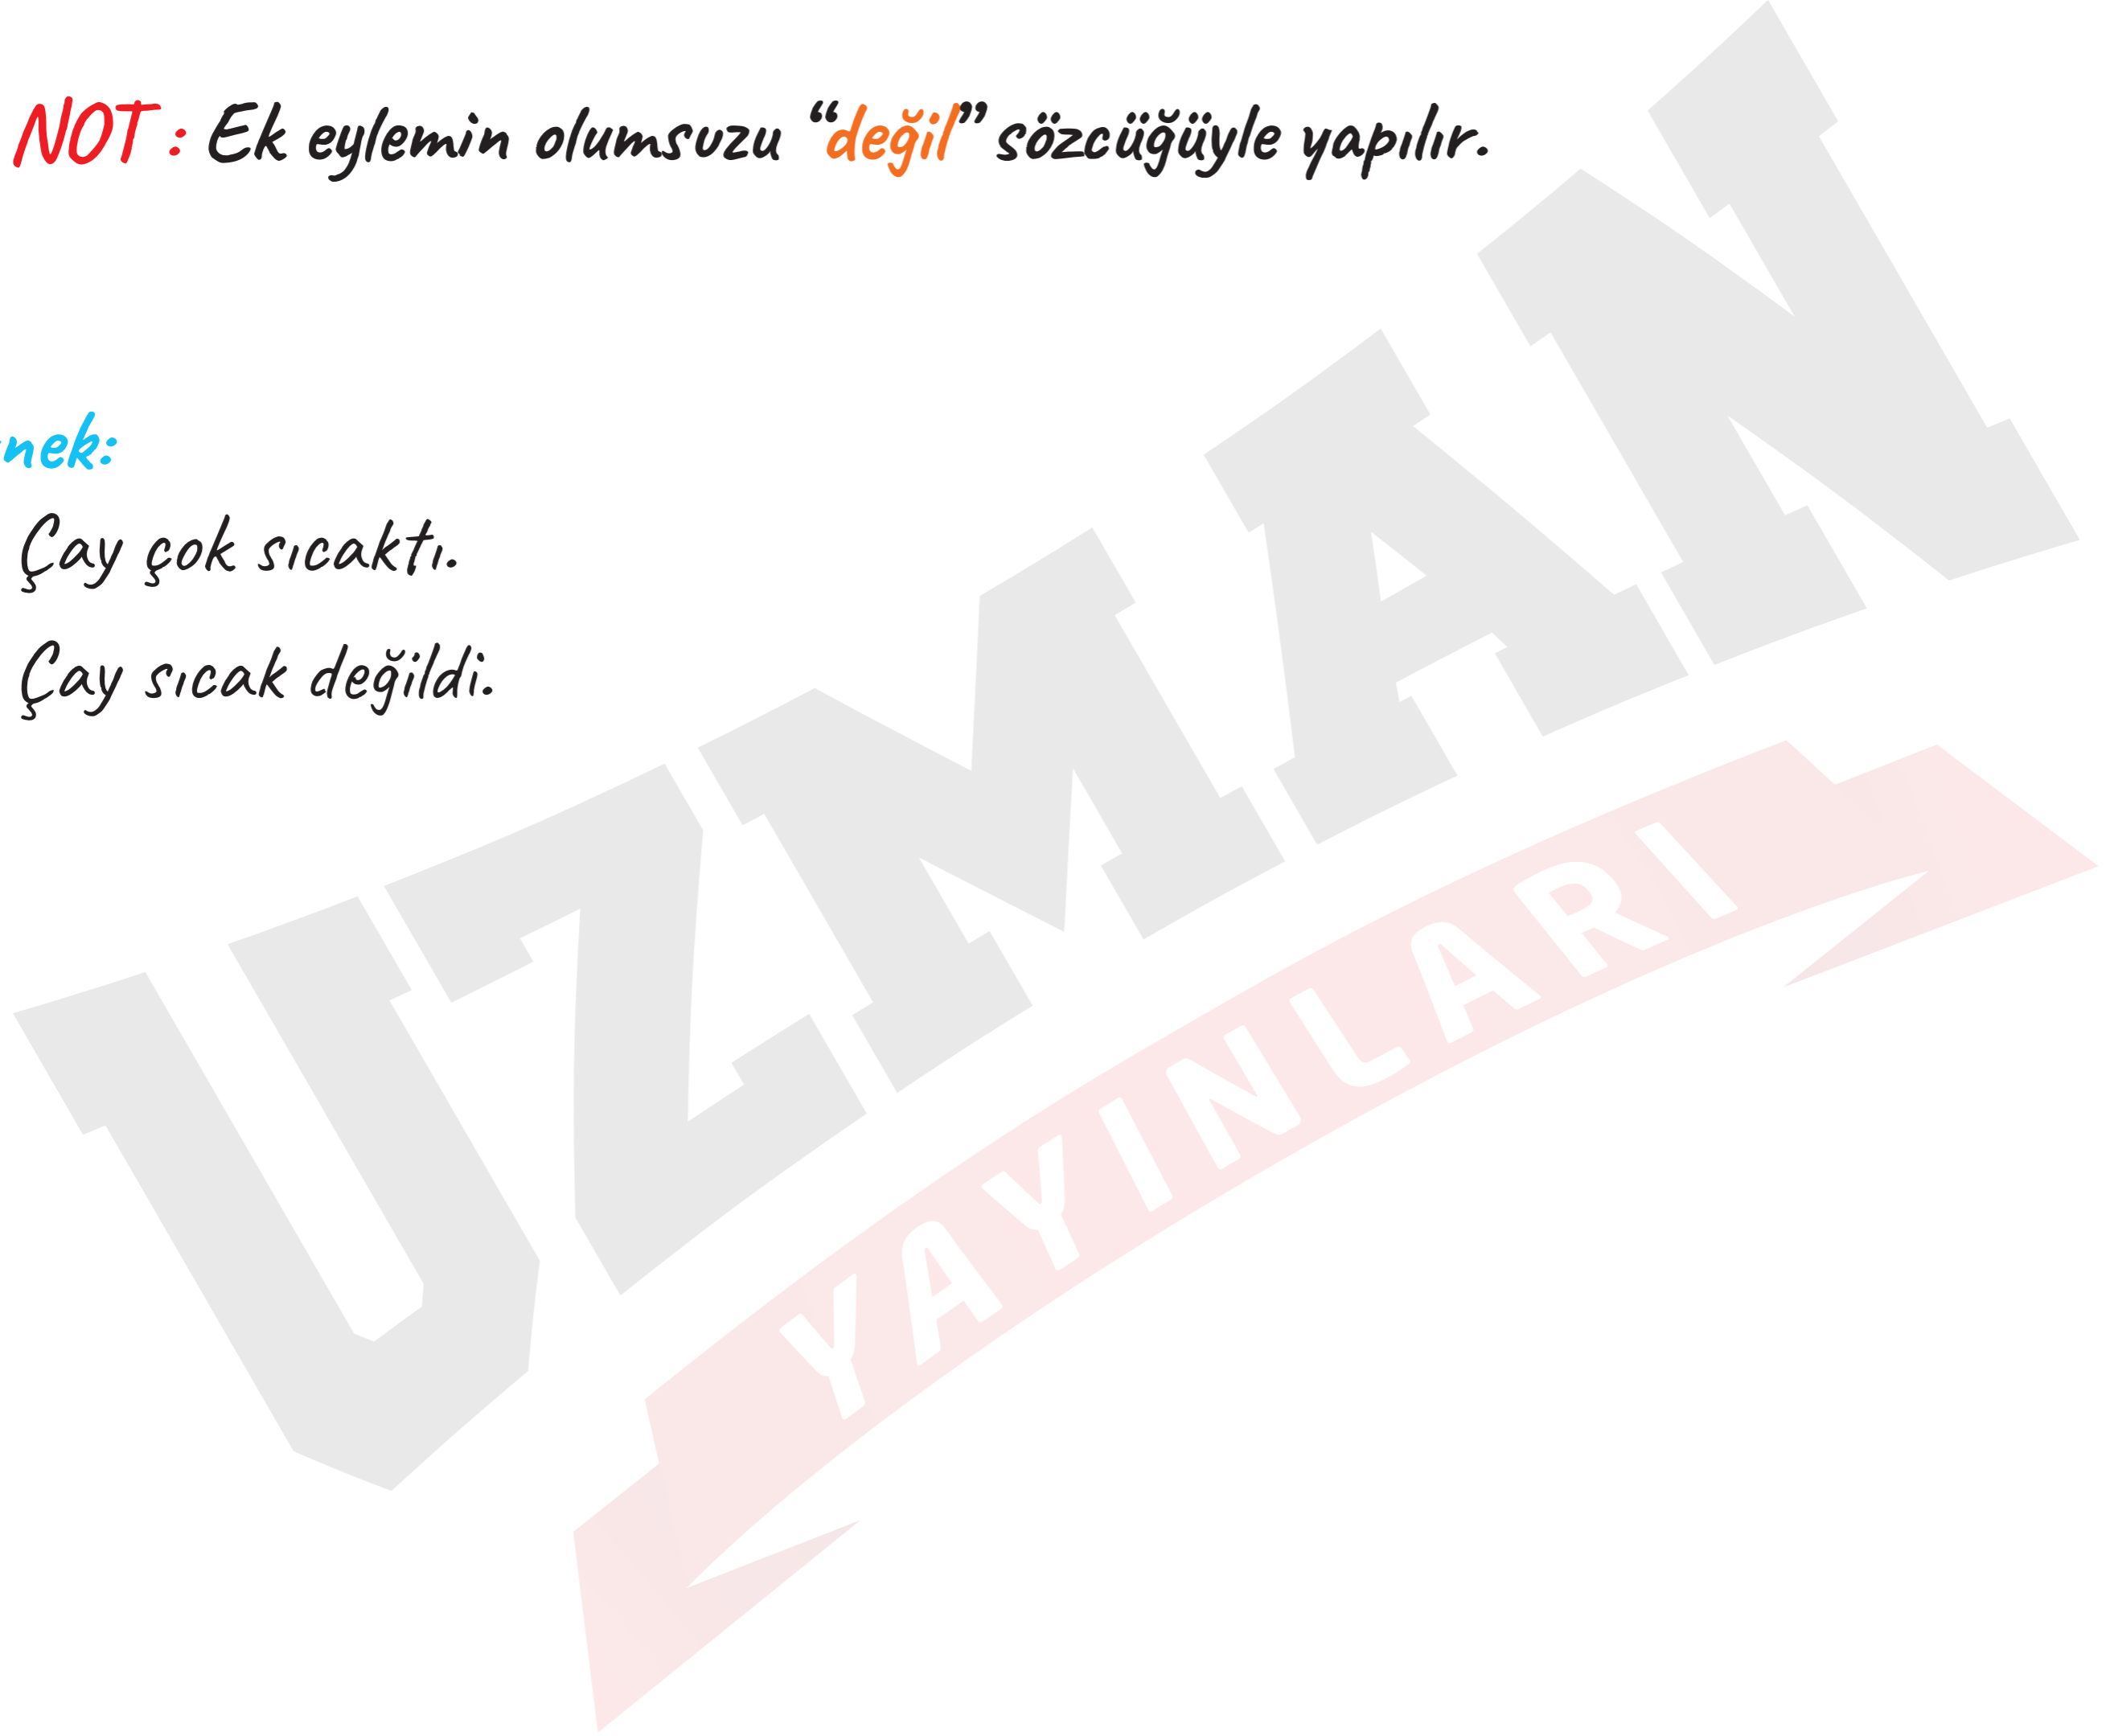 NOT : Ek eylemin olumsuzu “değil” sözcüğüyle yapılır.
nek:
Çay çok sıcaktı.
Çay sıcak değildi.
UZMAN
YAYINLARI